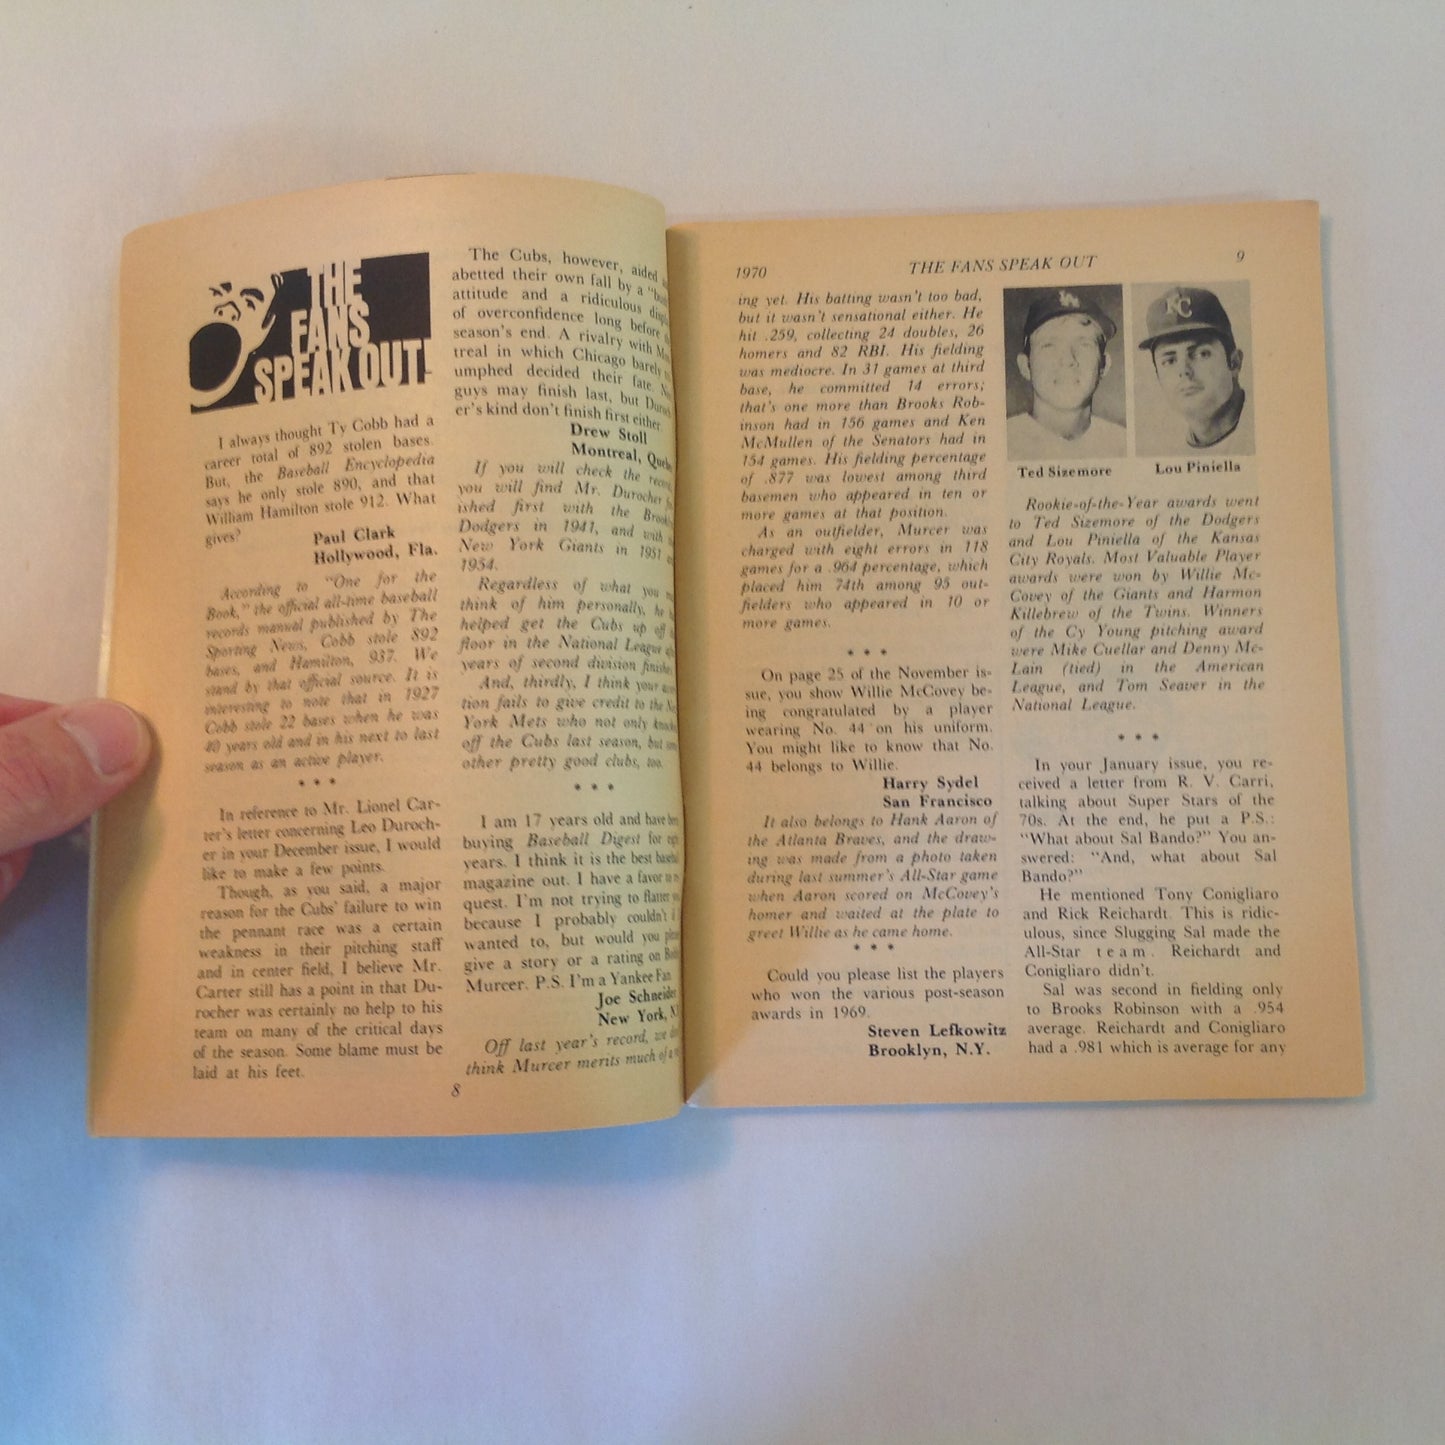 THE
FANS
SPEAK OUT
I always thought Ty Cobb had a
career total of 892 stolen bases.
But, the Baseball Encyclopedia
says he only stole 890, and that
William Hamilton stole 912. What
gives?
Paul Clark
Hollywood, Fla.
According to "One for the
Book," the official all-time baseball
records manual published by The
Sporting News, Cobb stole 892
bases, and Hamilton, 937. We
stand by that official source. It is
interesting to note that in 1927
Cobb stole 22 bases when he was
40 years old and in his next to last
season as an active player.
* * *
In reference to Mr. Lionel Car-
ter's letter concerning Leo Duroch-
er in your December issue, I would
like to make a few points.
Though, as you said, a major
reason for the Cubs' failure to win
the pennant race was a certain
weakness in their pitching staff
and in center field, I believe Mr.
Carter still has a point in that Du-
rocher was certainly no help to his
team on many of the critical days
of the season. Some blame must be
laid at his feet.
The Cubs, however, aided
abetted their own fall by a
attitude and a ridiculous
of overconfidence long before
season's end. A rivalry with
treal in which Chicago barely
umphed decided their fate.
guys may finish last, but
er's kind don't finish first either.
Drew Stoll
Montreal,
If you will check the
you will find Mr. Durocher
ished first with the
Dodgers in 1941, and with
New York Giants in 1951
1954.
Regardless of what you
think of him personally, he
helped get the Cubs up off
floor in the National League
years of second division
And, thirdly, I think your
tion fails to give credit to the
York Mets who not only
off the Cubs last season, but
other pretty good clubs, too.
* * *
I am 17 years old and have
buying Baseball Digest for
years. I think it is the best
magazine out. I have a favor to
quest. I'm not trying to flatter
because I probably couldn't
wanted to, but would you
give a story or a rating on
Murcer. P.S. I'm a Yankee Fan
Joe Schneider
New York,
Off last year's record, we
think Murcer merits much of a
8
1970 THE FANS SPEAK OUT 9
ing yet. His batting wasn't too bad,
but it wasn't sensational either. He
hit .259, collecting 24 doubles, 26
homers and 82 RBI. His fielding
was mediocre. In 31 games at third
base, he committed 14 errors;
that's one more than Brooks Rob-
inson had in 156 games and Ken
McMullen of the Senators had in
154 games. His fielding percentage
of .877 was lowest among third
basemen who appeared in ten or
more games at that position.
As an outfielder, Murcer was
charged with eight errors in 118
games for a .964 percentage, which
placed him 74th among 95 out-
fielders who appeared in 10 or
more games.
* * *
On page 25 of the November is-
sue, you show Willie McCovey be-
ing congratulated by a player
wearing No. 44 on his uniform.
You might like to know that No.
44 belongs to Willie.
Harry Sydel
San Francisco
It also belongs to Hank Aaron of
the Atlanta Braves, and the draw-
ing was made from a photo taken
during last summer's All-Star game
when Aaron scored on McCovey's
homer and waited at the plate to
greet Willie as he came home.
* * *
Could you please list the players
who won the various post-season
awards in 1969.
Steven Lefkowitz
Brooklyn, N.Y.
LA
KC
Ted Sizemore Lou Piniella
Rookie-of-the-Year awards went
to Ted Sizemore of the Dodgers
and Lou Piniella of the Kansas
City Royals. Most Valuable Player
awards were won by Willie Mc-
Covey of the Giants and Harmon
Killebrew of the Twins. Winners
of the Cy Young pitching award
were Mike Cuellar and Denny Mc-
Lain (tied) in the American
League, and Tom Seaver in the
National League.
* * *
In your January issue, you re-
ceived a letter from R. V. Carri,
talking about Super Stars of the
70s. At the end, he put a P.S.:
"What about Sal Bando?" You an-
swered: "And, what about Sal
Bando?"
He mentioned Tony Conigliaro
and Rick Reichardt. This is ridic-
ulous, since Slugging Sal made the
All-Star team. Reichardt and
Conigliaro didn't.
Sal was second in fielding only
to Brooks Robinson with a .954
average. Reichardt and Conigliaro
had a .981 which is average for any